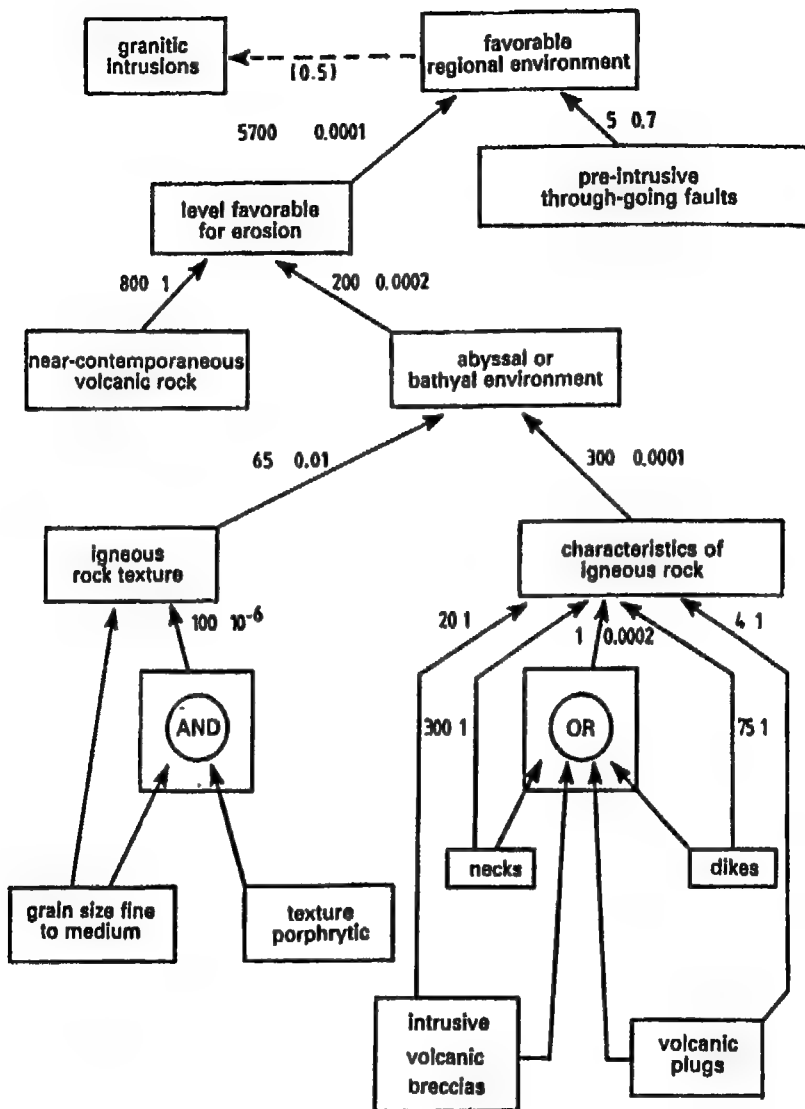 granitic
intrusions
favorable
regional environment
(0.5)
5700 0.0001
5 0.7
pre-intrusive
through-going faults
level favorable
for erosion
800 1
200 0.0002
near-contemporaneous
volcanic rock
abyssal or
bathyal environment
65 0.01
300 0.0001
igneous
rock texture
characteristics of
igneous rock
100 10⁻⁶
20 1
1 0.0002
4 1
AND
300 1
OR
75 1
necks
dikes
grain size fine
to medium
texture
porphrytic
intrusive
volcanic
breccias
volcanic
plugs